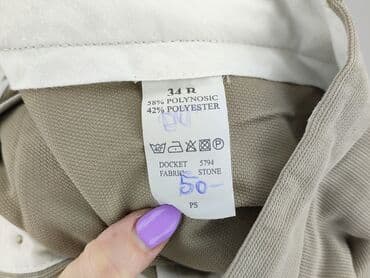 34 R
58% POLYNOSIC
42% POLYESTER
DOCKET 5794
FABRIC STONE
50-
PS